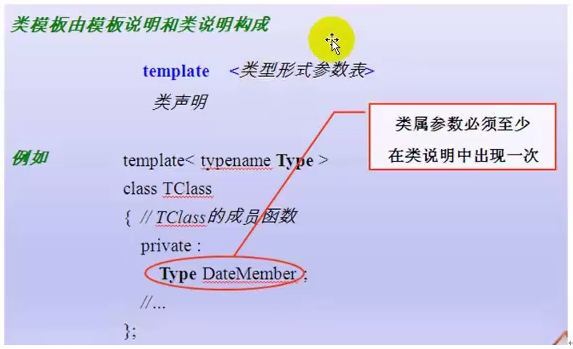 类模板由模板说明和类说明构成
template <类型形式参数表>
类声明
类属参数必须至少
在类说明中出现一次
例如
template< typename Type >
class TClass
{ // TClass的成员函数
private :
Type DateMember ;
//…
};